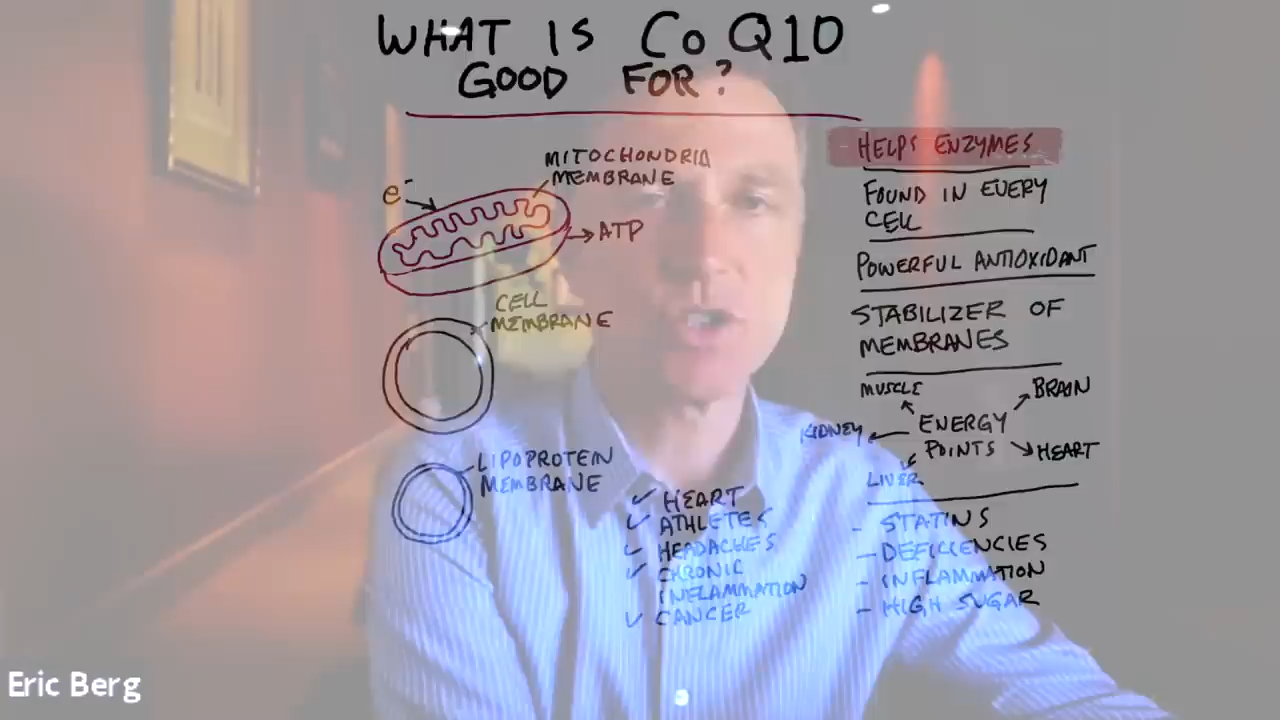 WHAT IS CoQ10
GOOD FOR?
MITOCHONDRIA
MEMBRANE
e-
ATP
CELL
MEMBRANE
LIPOPROTEIN
MEMBRANE
HEART
ATHLETES
HEADACHES
CHRONIC
INFLAMMATION
CANCER
HELPS ENZYMES
FOUND IN EVERY
CELL
POWERFUL ANTIOXIDANT
STABILIZER OF
MEMBRANES
MUSCLE
BRAIN
KIDNEY
ENERGY
POINTS
HEART
LIVER
- STATINS
- DEFICIENCIES
- INFLAMMATION
- HIGH SUGAR
Eric Berg